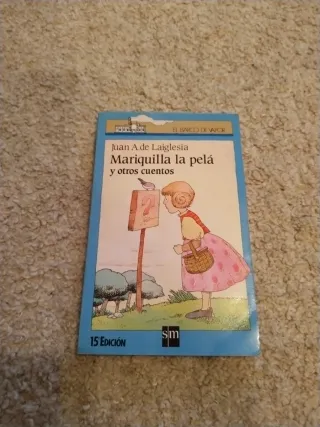 EL BARCO DE VAPOR
Juan A. de Laiglesia
Mariquilla la pelá
y otros cuentos
?
15 EDICIÓN
sm